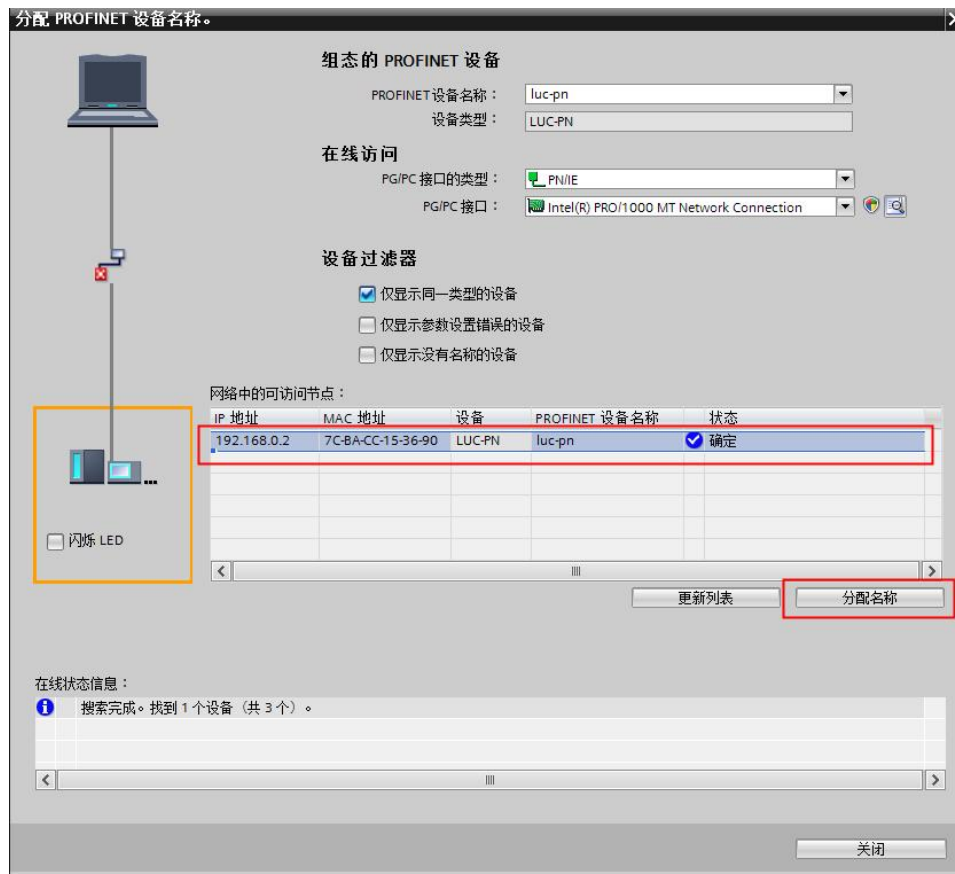 分配 PROFINET 设备名称。
组态的 PROFINET 设备
PROFINET设备名称： luc-pn
设备类型： LUC-PN
在线访问
PG/PC 接口的类型： PN/IE
PG/PC 接口： Intel(R) PRO/1000 MT Network Connection
设备过滤器
仅显示同一类型的设备
仅显示参数设置错误的设备
仅显示没有名称的设备
网络中的可访问节点：
IP 地址 MAC 地址 设备 PROFINET 设备名称 状态
192.168.0.2 7C-BA-CC-15-36-90 LUC-PN luc-pn 确定
闪烁 LED
更新列表 分配名称
在线状态信息：
搜索完成。找到 1 个设备（共 3 个）。
关闭